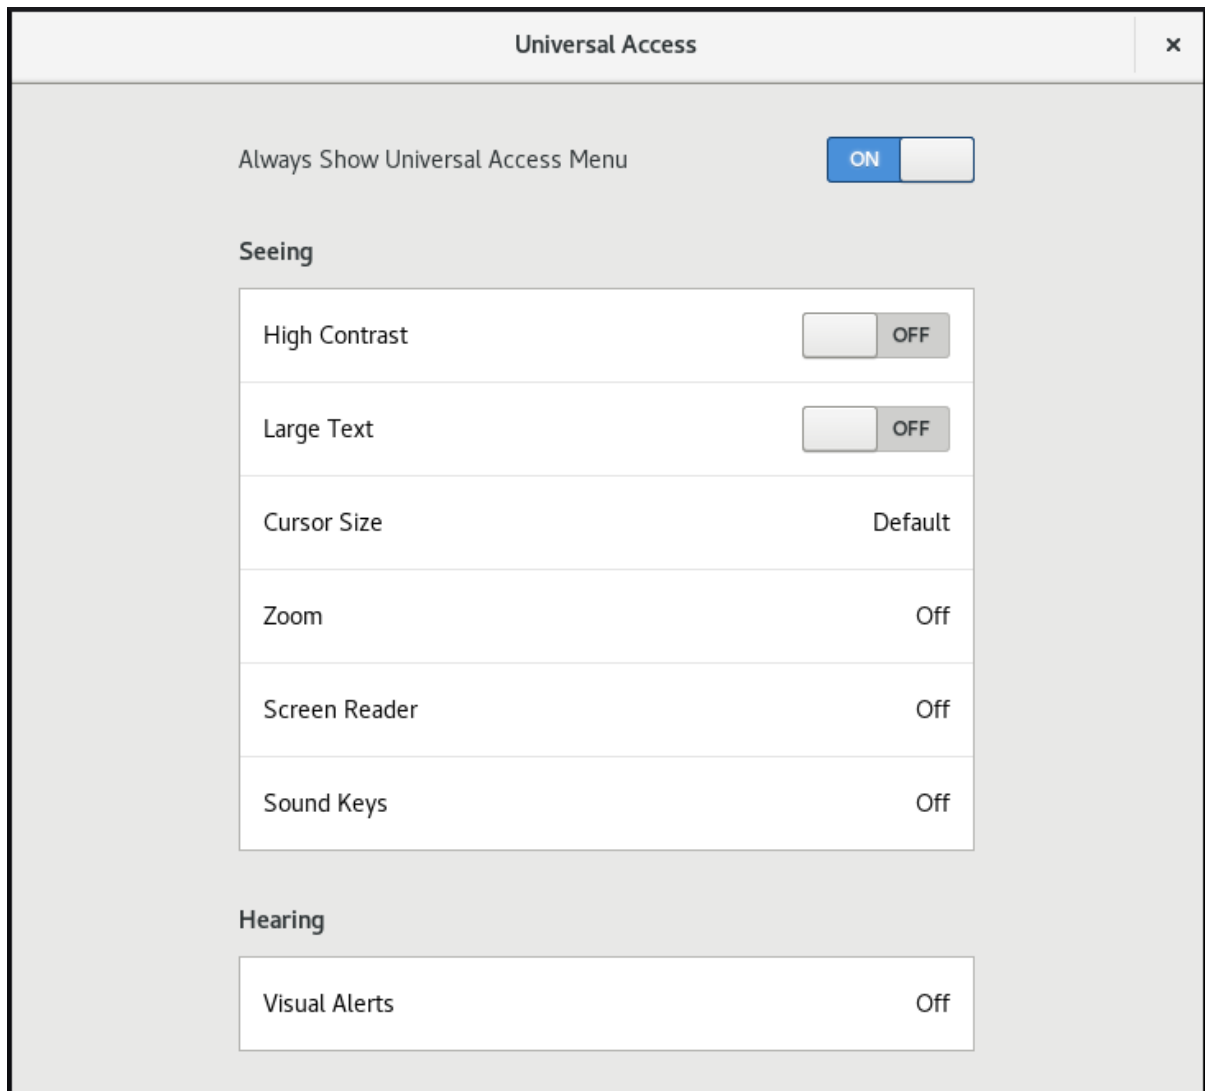 Universal Access ×
Always Show Universal Access Menu ON
Seeing
High Contrast OFF
Large Text OFF
Cursor Size Default
Zoom Off
Screen Reader Off
Sound Keys Off
Hearing
Visual Alerts Off